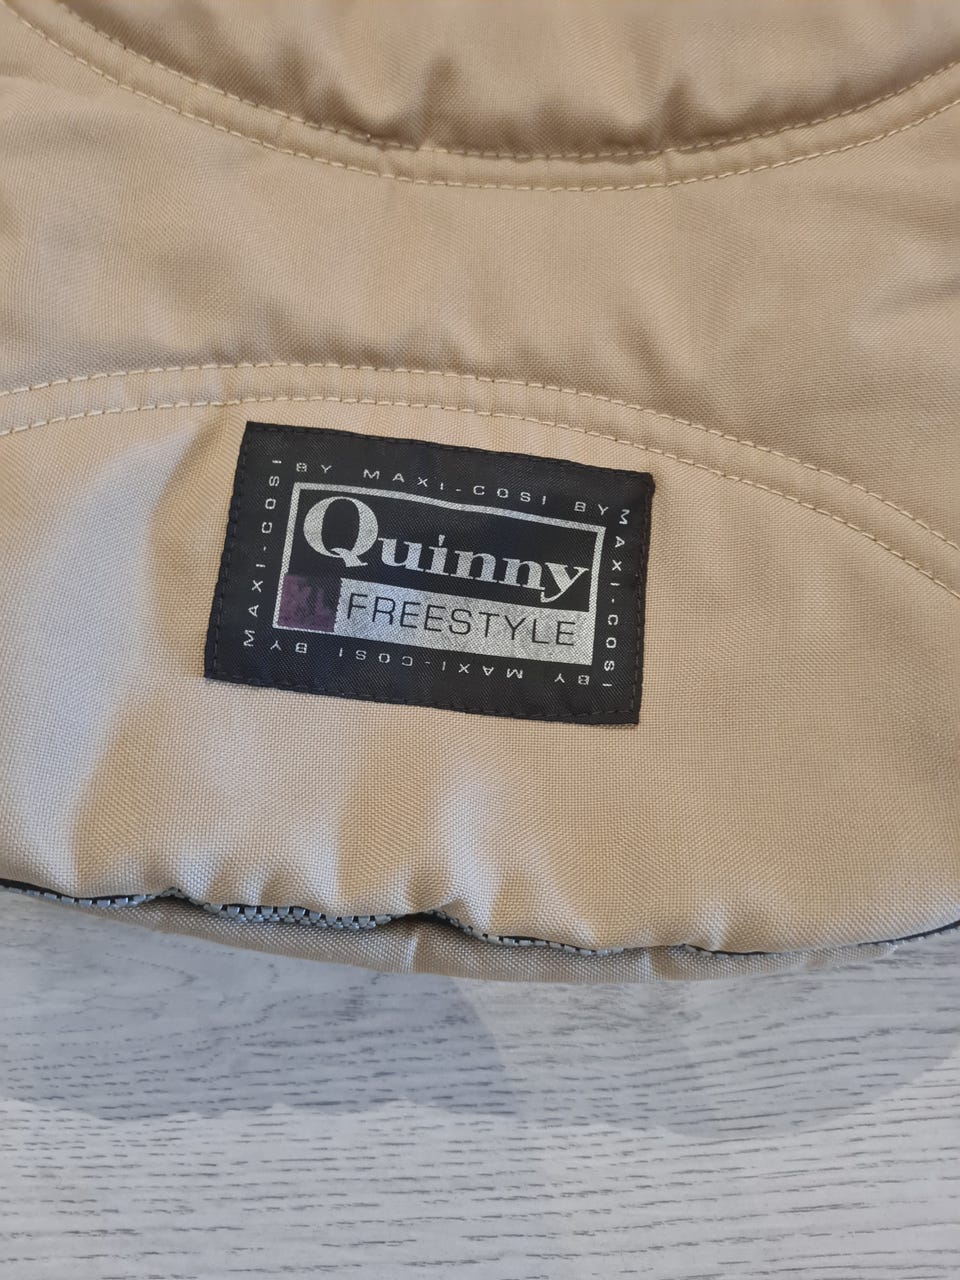 BY MAXI-COSI BY
Quinny
XL FREESTYLE
MAXI-COSI
BY MAXI-COSI BY
MAXI-COSI